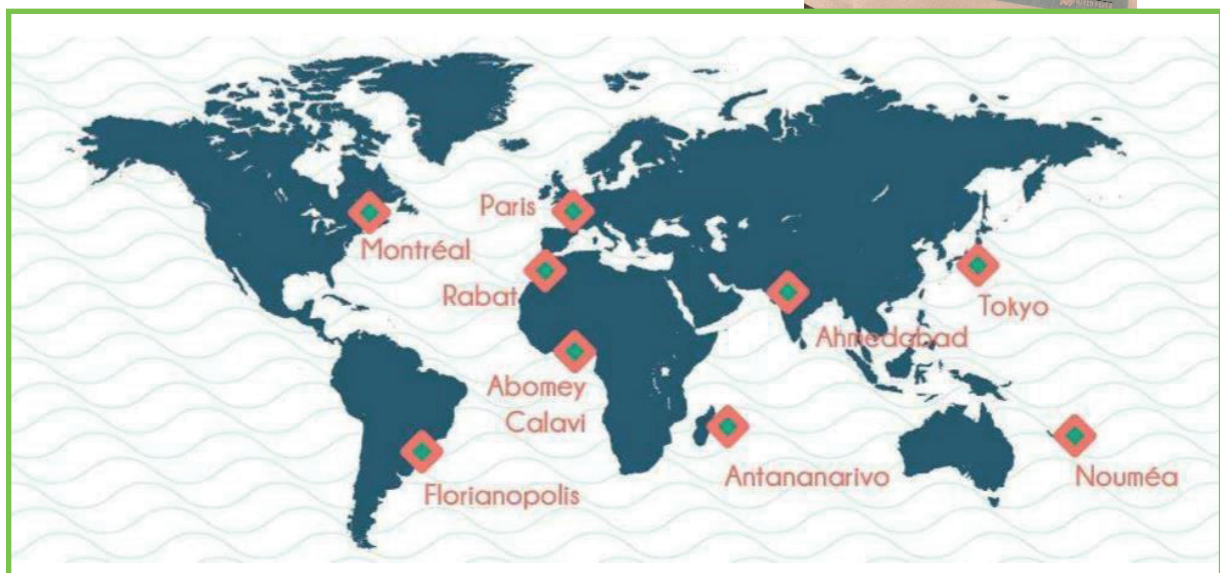 Paris
Montréal
Rabat
Tokyo
Ahmedabad
Abomey
Calavi
Antananarivo
Nouméa
Florianopolis